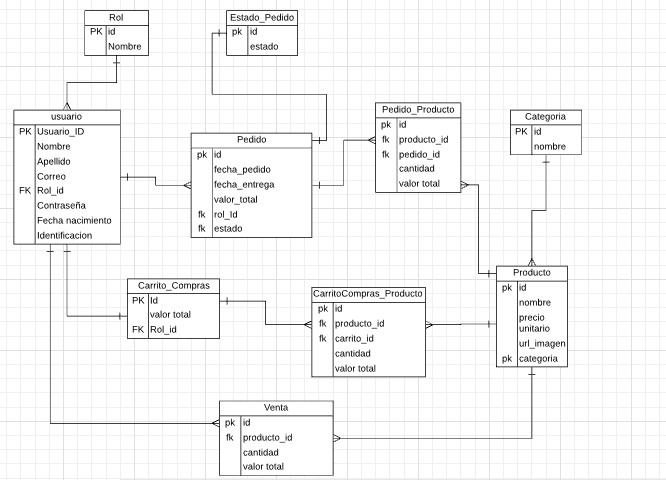 Rol
PK id
Nombre
Estado_Pedido
pk id
estado
usuario
PK Usuario_ID
Nombre
Apellido
Correo
FK Rol_id
Contraseña
Fecha nacimiento
Identificacion
Pedido
pk id
fecha_pedido
fecha_entrega
valor_total
fk rol_Id
fk estado
Pedido_Producto
pk id
fk producto_id
fk pedido_id
cantidad
valor total
Categoria
PK id
nombre
Producto
pk id
nombre
precio
unitario
url_imagen
pk categoria
Carrito_Compras
PK Id
valor total
FK Rol_id
CarritoCompras_Producto
pk id
fk producto_id
fk carrito_id
cantidad
valor total
Venta
pk id
fk producto_id
cantidad
valor total